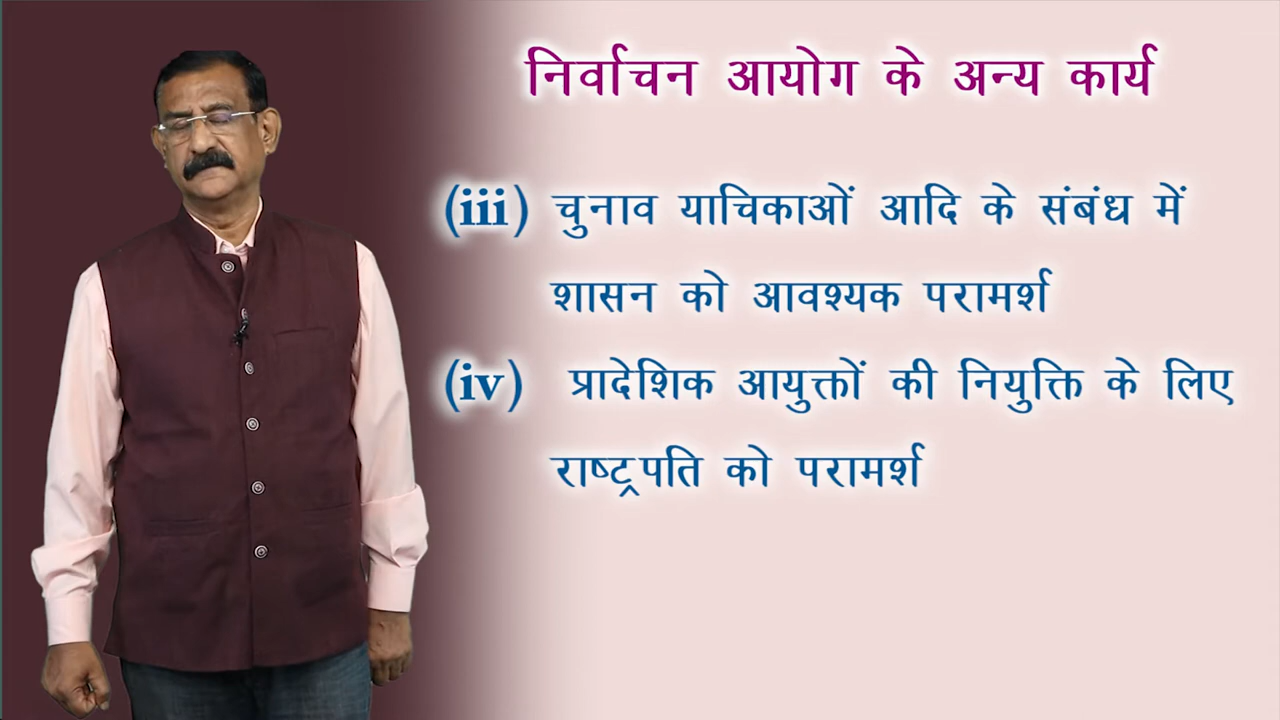 निर्वाचन आयोग के अन्य कार्य
(iii) चुनाव याचिकाओं आदि के संबंध में
शासन को आवश्यक परामर्श
(iv) प्रादेशिक आयुक्तों की नियुक्ति के लिए
राष्ट्रपति को परामर्श